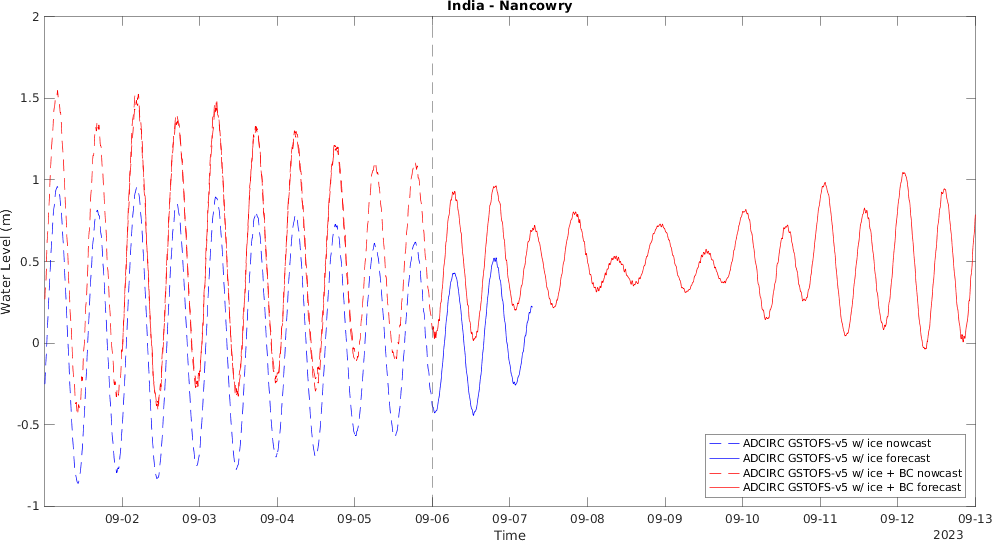 India - Nancowry
Water Level (m)
2
1.5
1
0.5
0
-0.5
-1
ADCIRC GSTOFS-v5 w/ ice nowcast
ADCIRC GSTOFS-v5 w/ ice forecast
ADCIRC GSTOFS-v5 w/ ice + BC nowcast
ADCIRC GSTOFS-v5 w/ ice + BC forecast
09-02 09-03 09-04 09-05 09-06 09-07 09-08 09-09 09-10 09-11 09-12 09-13
Time
2023